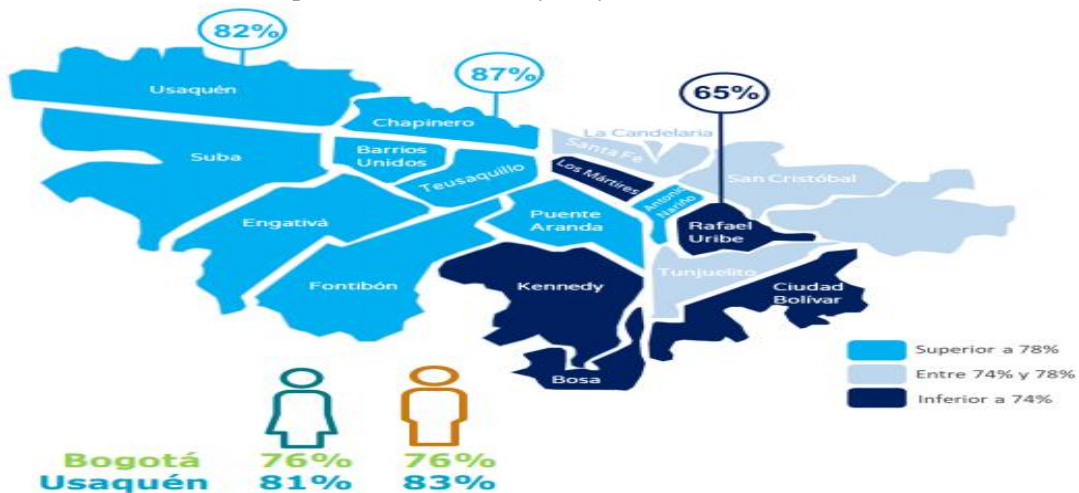 82%
87%
65%
Usaquén
Chapinero
La Candelaria
Santa Fe
Suba
Barrios
Unidos
Teusaquillo
Los Mártires
San Cristóbal
Antonio
Nariño
Engativá
Puente
Aranda
Rafael
Uribe
Fontibón
Kennedy
Tunjuelito
Ciudad
Bolívar
Bosa
Superior a 78%
Entre 74% y 78%
Inferior a 74%
Bogotá 76% 76%
Usaquén 81% 83%